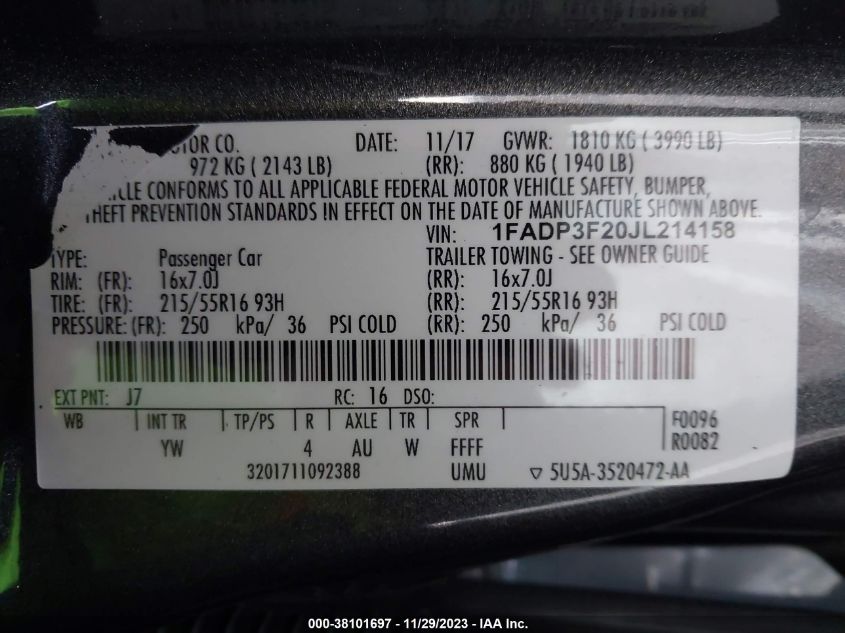 MOTOR CO. DATE: 11/17 GVWR: 1810 KG ( 3990 LB)
972 KG ( 2143 LB) (RR): 880 KG ( 1940 LB)
CONFORMS TO ALL APPLICABLE FEDERAL MOTOR VEHICLE SAFETY, BUMPER,
THEFT PREVENTION STANDARDS IN EFFECT ON THE DATE OF MANUFACTURE SHOWN ABOVE.
VIN: 1FADP3F20JL214158
TYPE: Passenger Car TRAILER TOWING - SEE OWNER GUIDE
RIM: (FR): 16x7.0J (RR): 16x7.0J
TIRE: (FR): 215/55R16 93H (RR): 215/55R16 93H
PRESSURE: (FR): 250 kPa/ 36 PSI COLD (RR): 250 kPa/ 36 PSI COLD
EXT PNT: J7 RC: 16 DSO:
WB INT TR TP/PS R AXLE TR SPR F0096
YW 4 AU W FFFF R0082
3201711092388 UMU ▽ 5U5A-3520472-AA
000-38101697 - 11/29/2023 - IAA Inc.